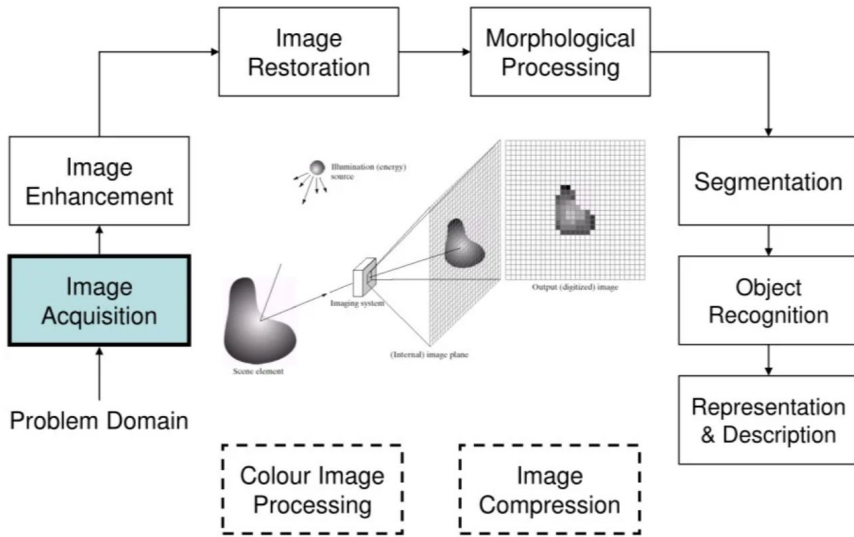 Image
Restoration
Morphological
Processing
Image
Enhancement
Illumination (energy)
source
Segmentation
Image
Acquisition
Imaging system
Output (digitized) image
Object
Recognition
(Internal) image plane
Scene element
Problem Domain
Representation
& Description
Colour Image
Processing
Image
Compression